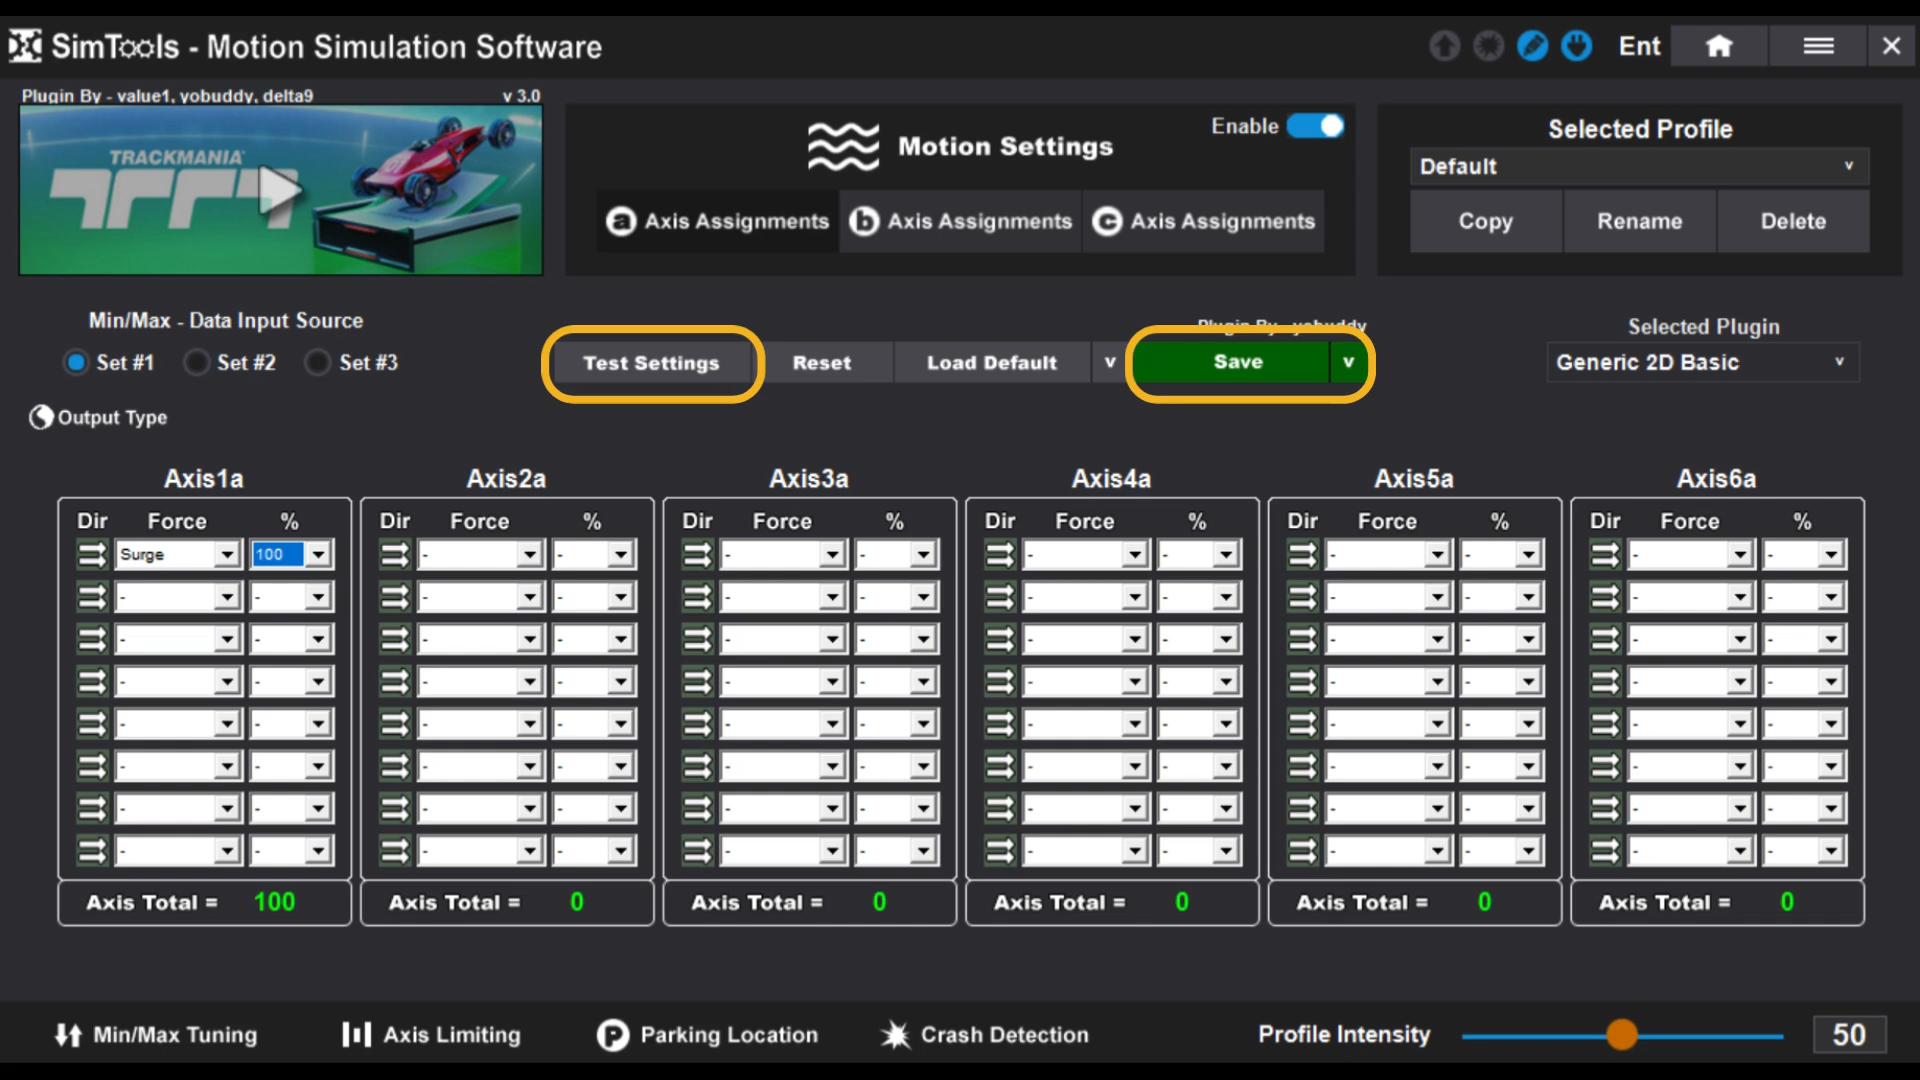 SimTools - Motion Simulation Software
Ent
Plugin By - value1, yobuddy, delta9
v 3.0
TRACKMANIA
Motion Settings
Enable
a Axis Assignments
b Axis Assignments
c Axis Assignments
Selected Profile
Default v
Copy Rename Delete
Min/Max - Data Input Source
Set #1 Set #2 Set #3
Plugin By - yobuddy
Test Settings Reset Load Default v Save v
Selected Plugin
Generic 2D Basic v
Output Type
Axis1a Axis2a Axis3a Axis4a Axis5a Axis6a
Dir Force % Dir Force % Dir Force % Dir Force % Dir Force % Dir Force %
Surge 100 - - - - - - - - - -
- - - - - - - - - - - -
- - - - - - - - - - - -
- - - - - - - - - - - -
- - - - - - - - - - - -
- - - - - - - - - - - -
- - - - - - - - - - - -
- - - - - - - - - - - -
Axis Total = 100 Axis Total = 0 Axis Total = 0 Axis Total = 0 Axis Total = 0 Axis Total = 0
Min/Max Tuning Axis Limiting P Parking Location Crash Detection Profile Intensity 50